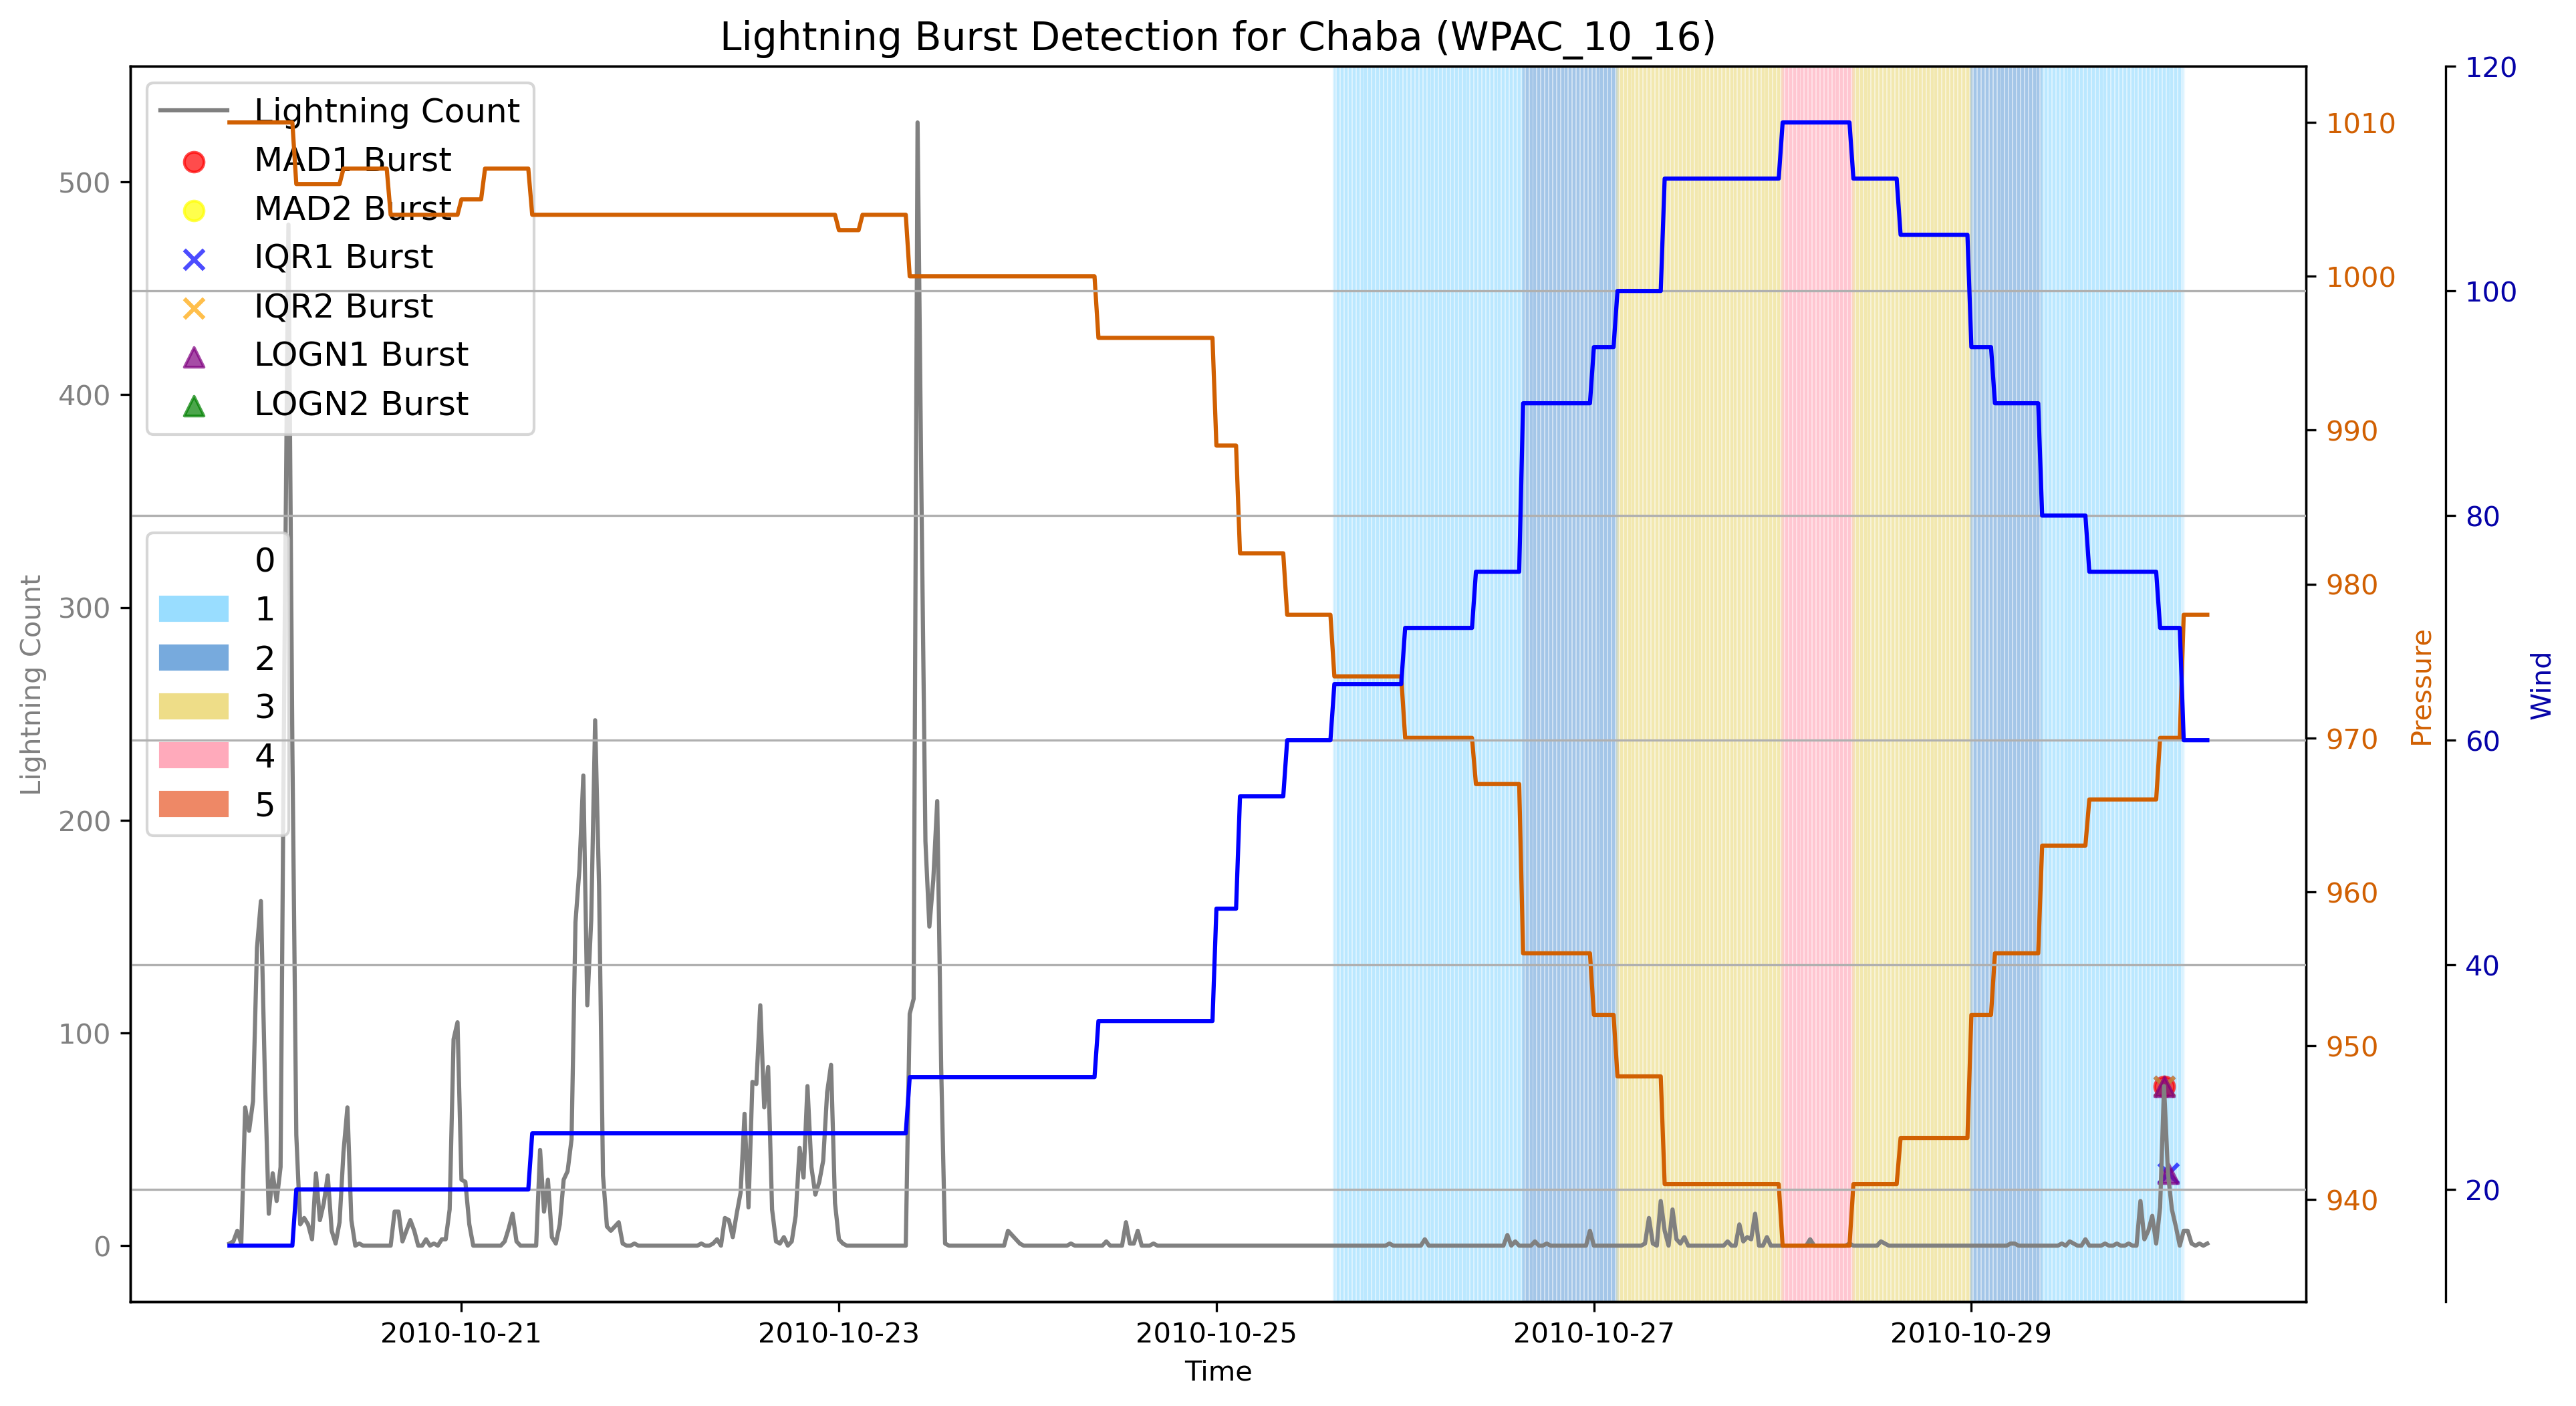 Lightning Burst Detection for Chaba (WPAC_10_16)
Lightning Count
MAD1 Burst
MAD2 Burst
IQR1 Burst
IQR2 Burst
LOGN1 Burst
LOGN2 Burst
0
1
2
3
4
5
Lightning Count
500
400
300
200
100
0
2010-10-21
2010-10-23
2010-10-25
2010-10-27
2010-10-29
Time
1010
1000
990
980
970
960
950
940
Pressure
120
100
80
60
40
20
Wind